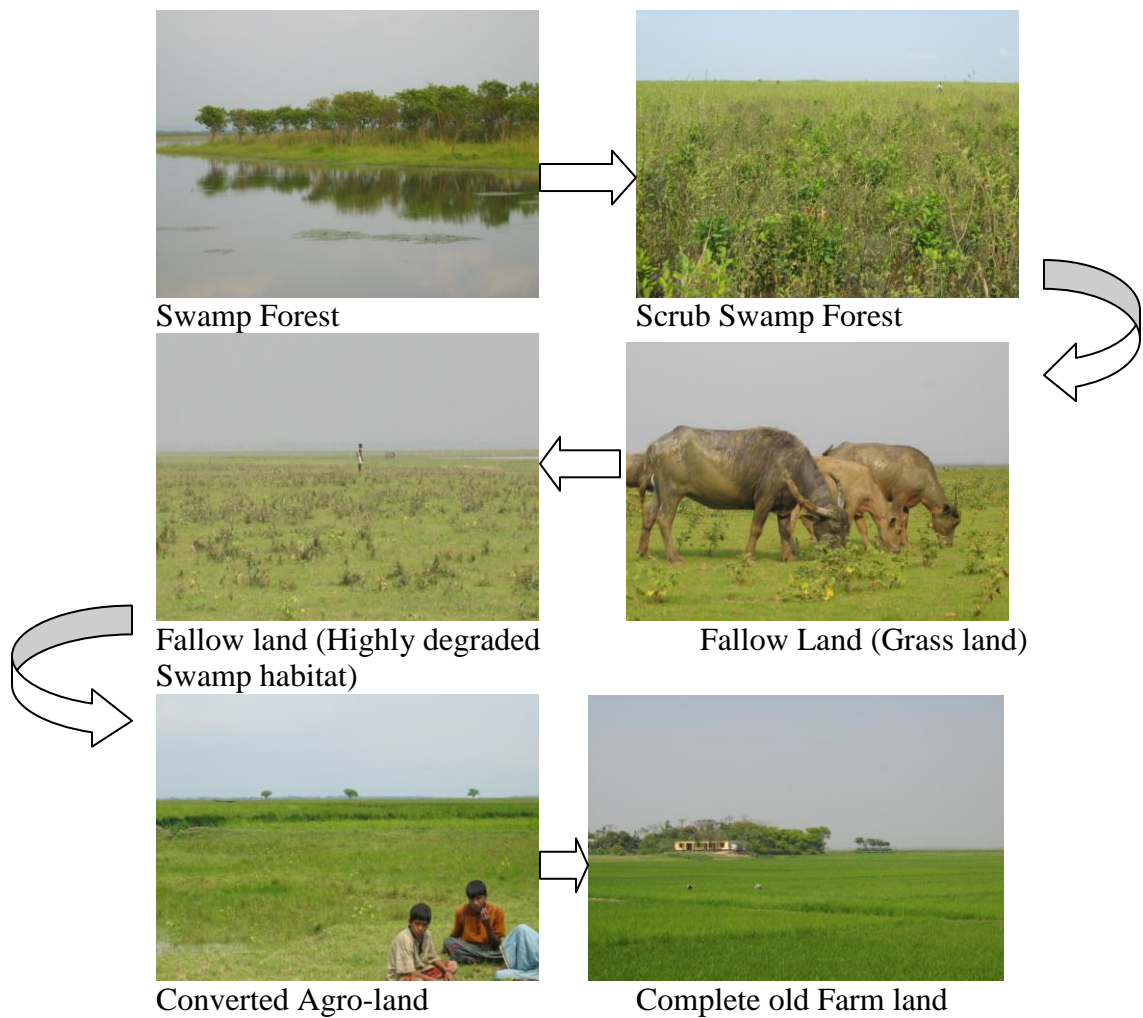 Swamp Forest
Scrub Swamp Forest
Fallow land (Highly degraded
Swamp habitat)
Fallow Land (Grass land)
Converted Agro-land
Complete old Farm land